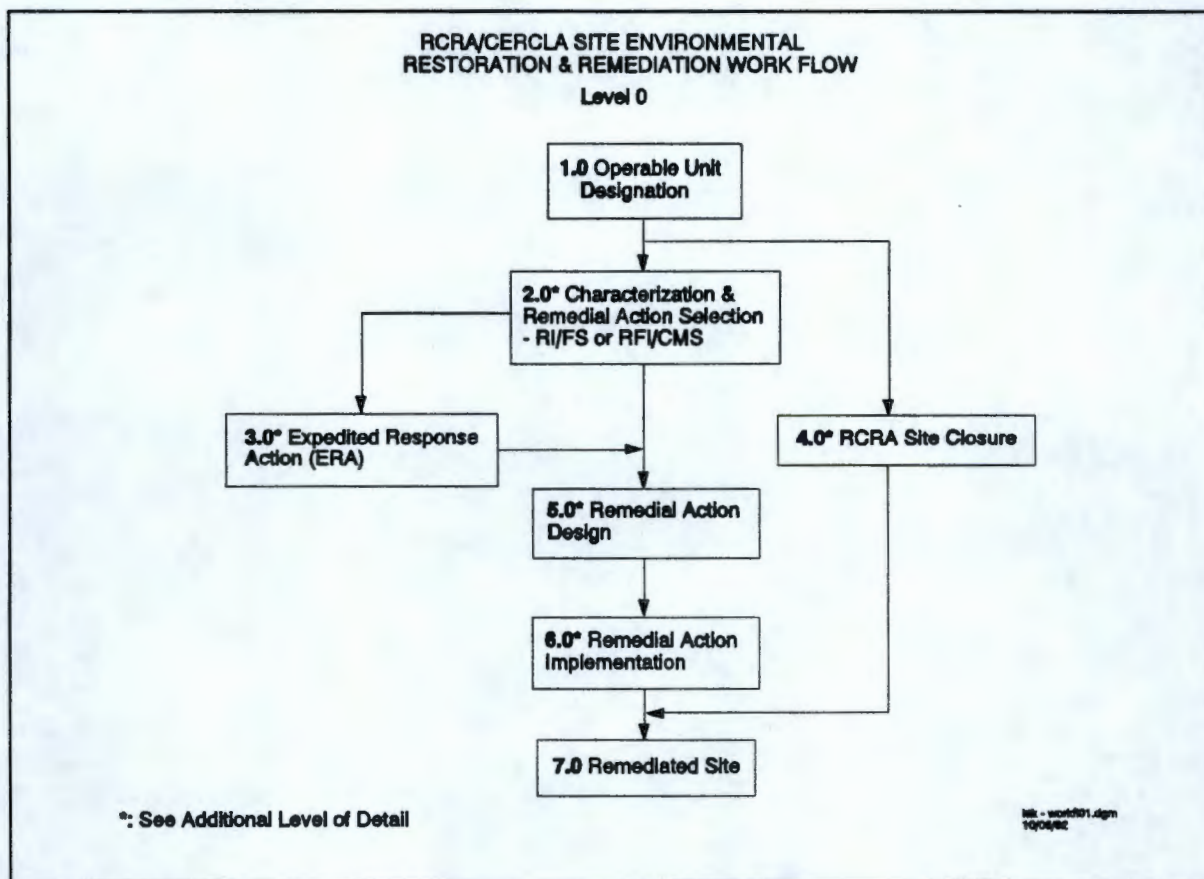 RCRA/CERCLA SITE ENVIRONMENTAL
RESTORATION & REMEDIATION WORK FLOW
Level 0
1.0 Operable Unit
Designation
2.0* Characterization &
Remedial Action Selection
- RI/FS or RFI/CMS
3.0* Expedited Response
Action (ERA)
4.0* RCRA Site Closure
5.0* Remedial Action
Design
6.0* Remedial Action
Implementation
7.0 Remediated Site
*: See Additional Level of Detail